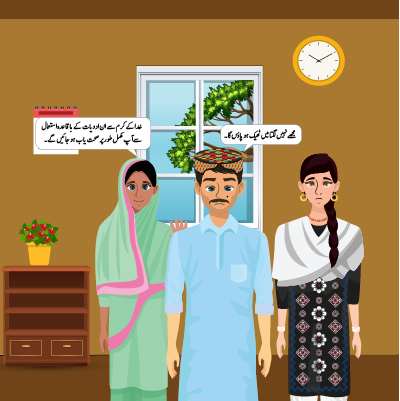 خدا کے کرم سے ان ادویات کے باقاعدہ استعمال
سے آپ مکمل طور پر صحت یاب ہو جائیں گے۔
مجھے نہیں لگتا میں ٹھیک ہو پاؤں گا۔